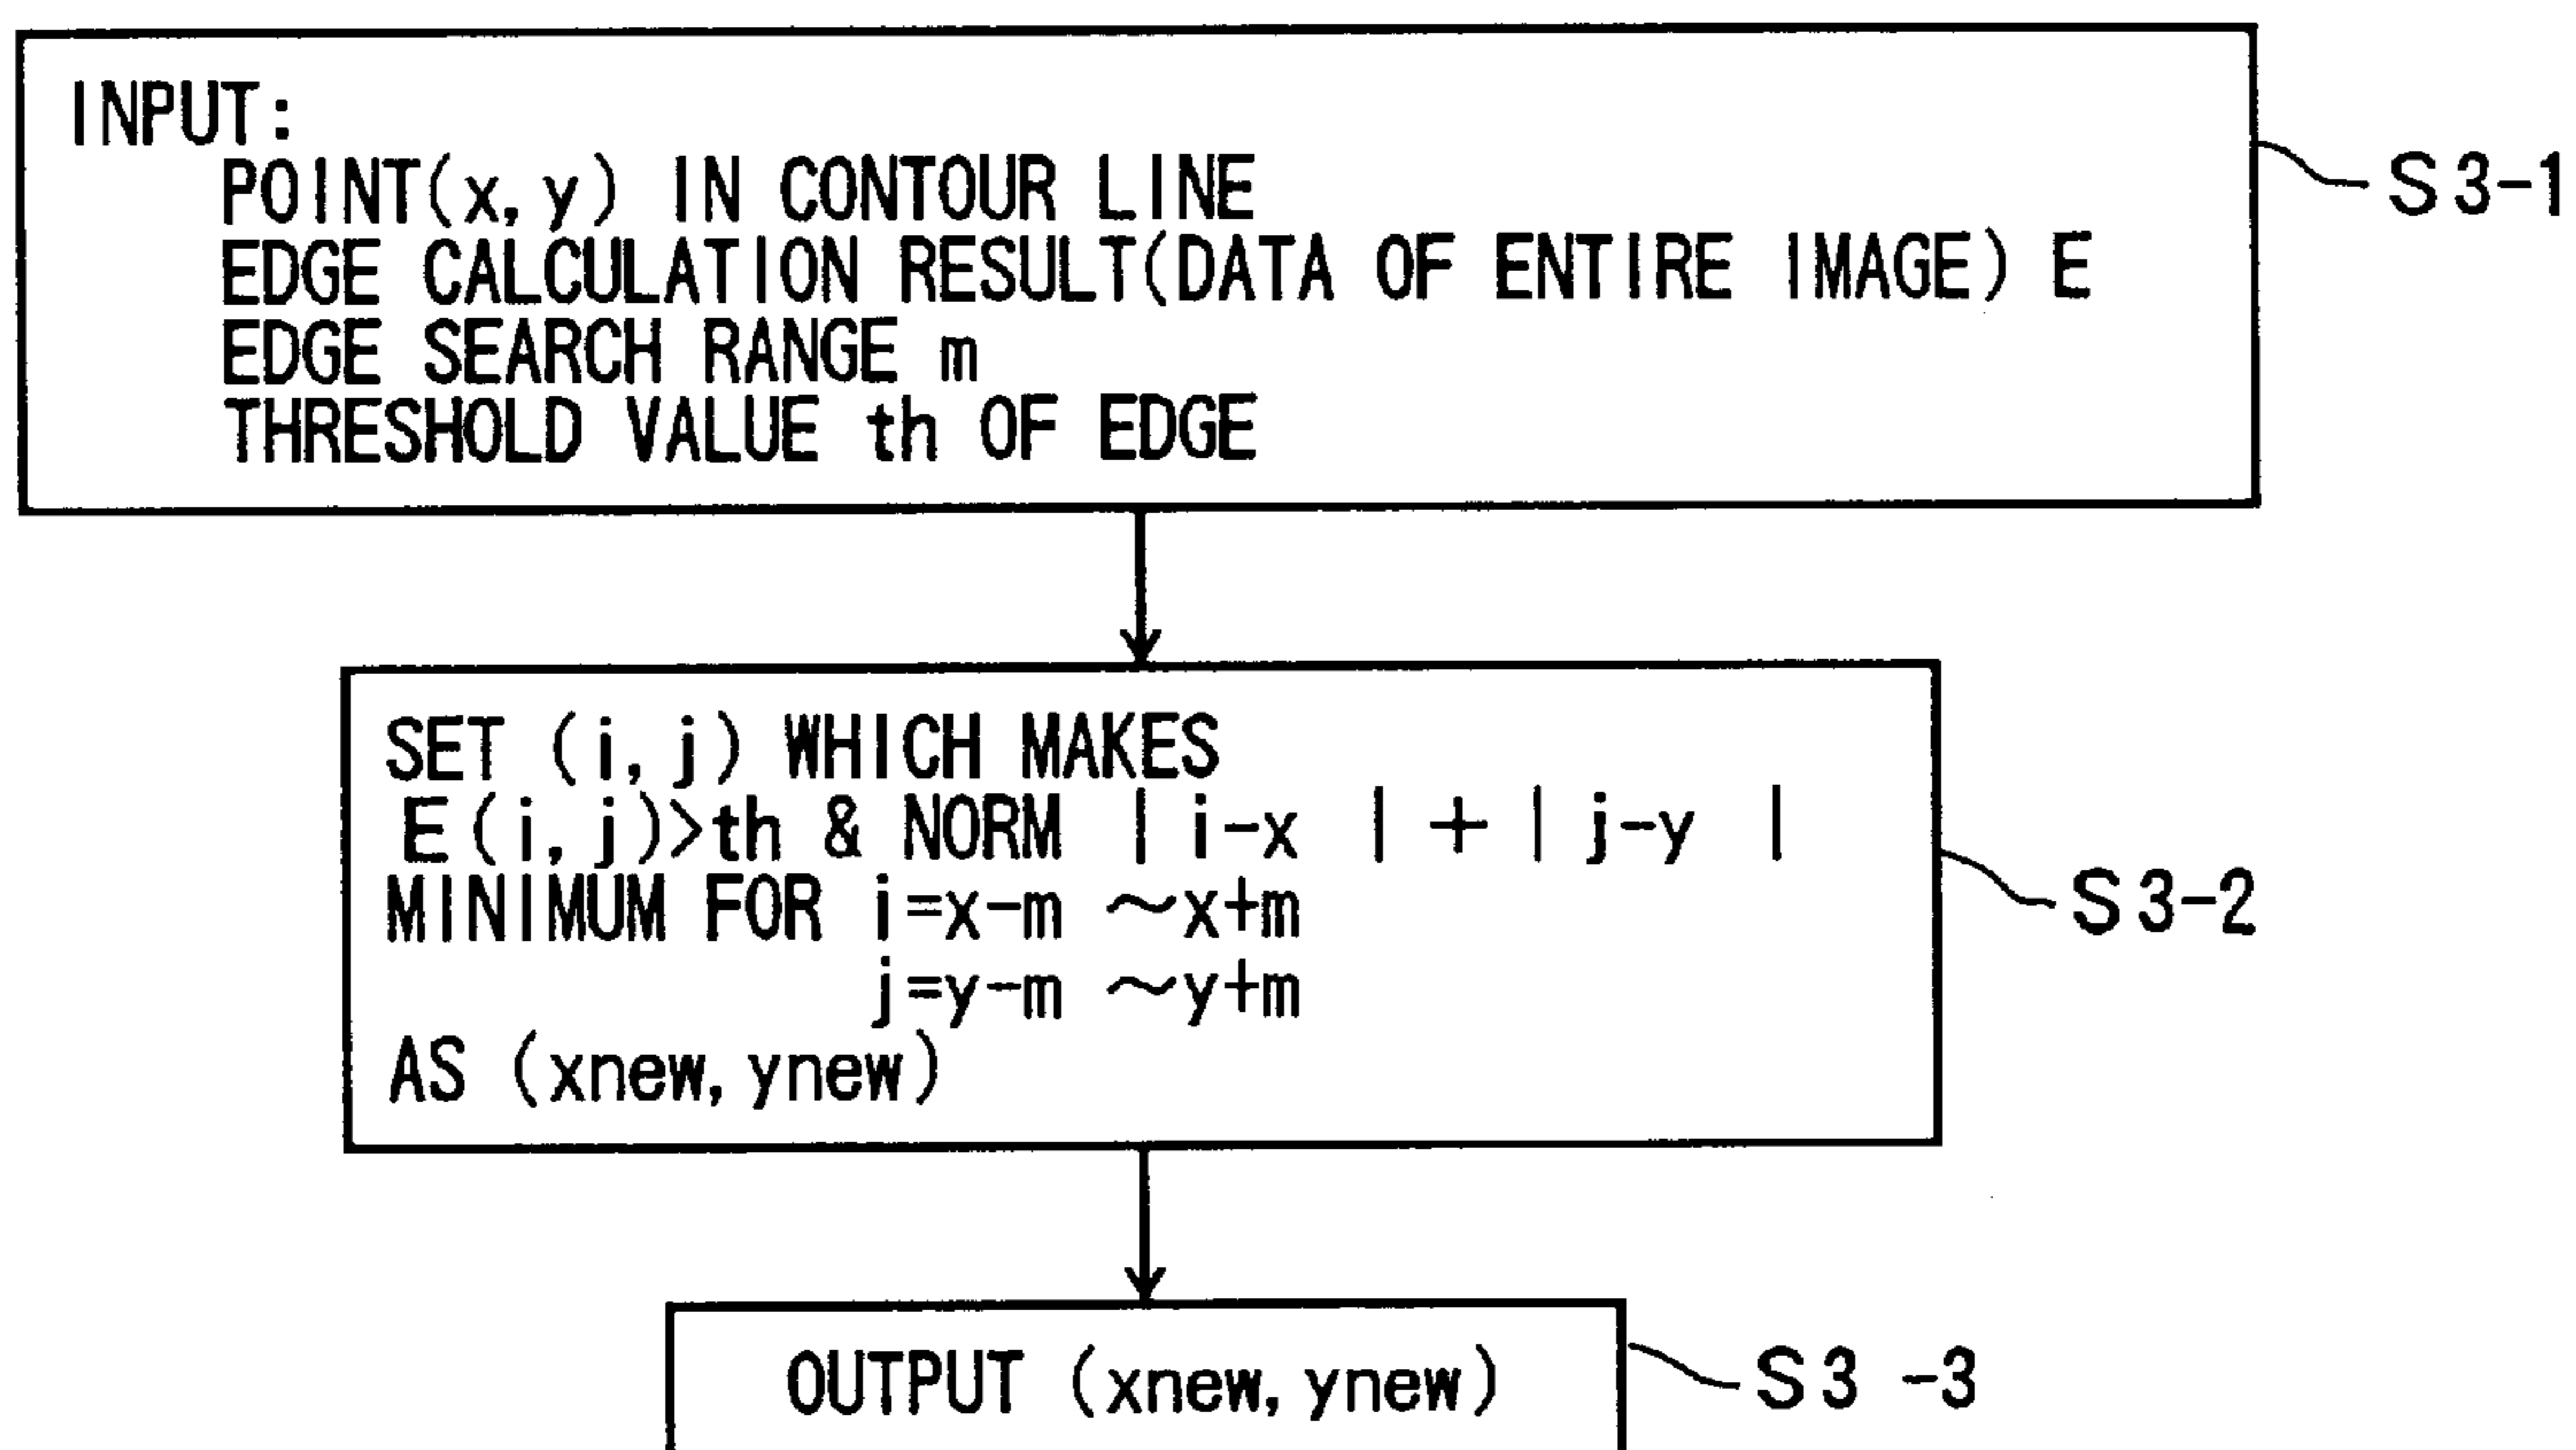 INPUT:
POINT(x, y) IN CONTOUR LINE
EDGE CALCULATION RESULT(DATA OF ENTIRE IMAGE) E
EDGE SEARCH RANGE m
THRESHOLD VALUE th OF EDGE
S3-1
SET (i, j) WHICH MAKES
E(i, j)>th & NORM | i-x | + | j-y |
MINIMUM FOR i=x-m ~x+m
j=y-m ~y+m
AS (xnew, ynew)
S3-2
OUTPUT (xnew, ynew)
S3 -3